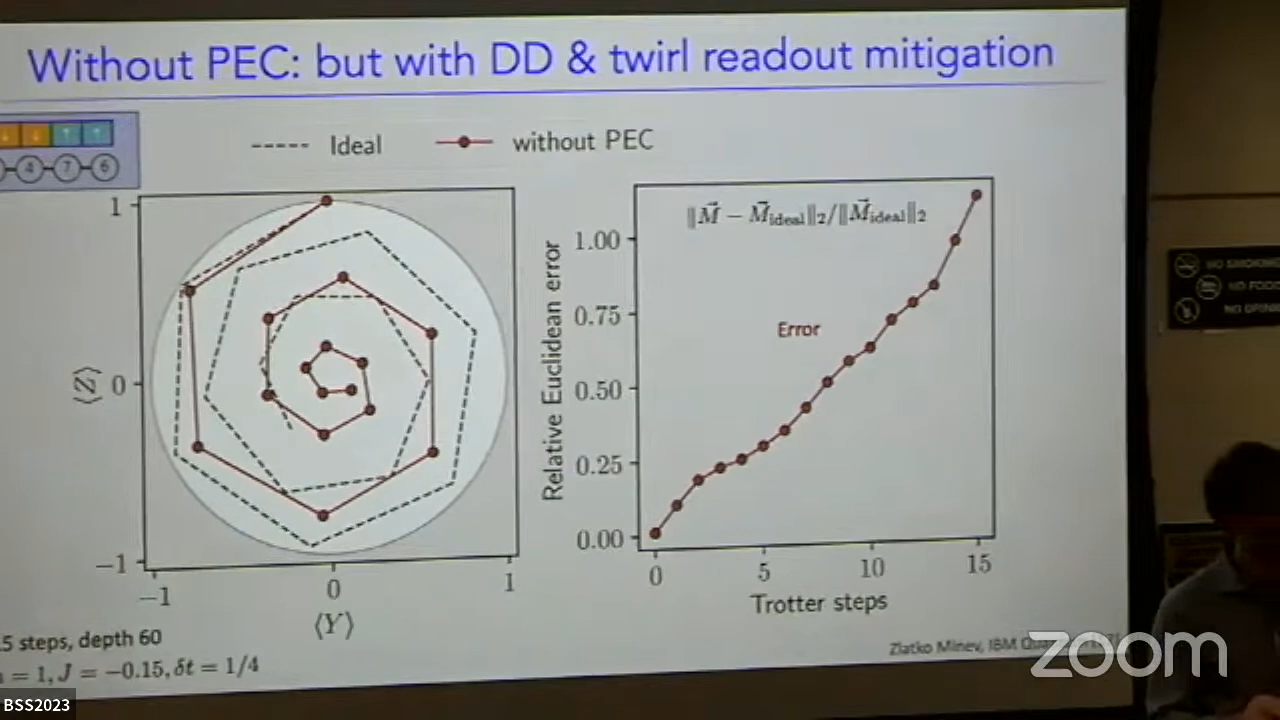 Without PEC: but with DD & twirl readout mitigation
4 7 6
Ideal
without PEC
1
0
−1
⟨Z⟩
−1 0 1
⟨Y⟩
‖M⃗ − M⃗ideal‖2/‖M⃗ideal‖2
1.00
0.75
0.50
0.25
0.00
Relative Euclidean error
Error
0 5 10 15
Trotter steps
5 steps, depth 60
= 1, J = −0.15, δt = 1/4
Zlatko Minev, IBM
zoom
BSS2023
NO SMOKING
NO FOOD